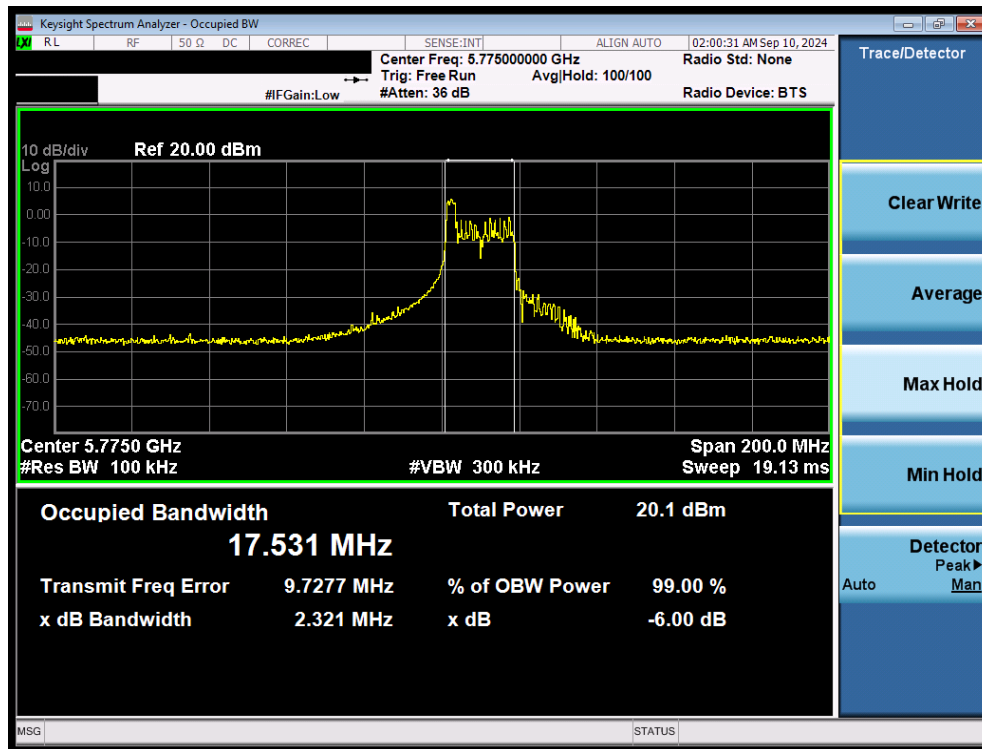 Keysight Spectrum Analyzer - Occupied BW
LXI RL RF 50 Ω DC CORREC SENSE:INT ALIGN AUTO 02:00:31 AM Sep 10, 2024
Center Freq: 5.775000000 GHz Radio Std: None
Trig: Free Run Avg|Hold: 100/100
#IFGain:Low #Atten: 36 dB Radio Device: BTS
Trace/Detector
10 dB/div Ref 20.00 dBm
Log
10.0
0.00
-10.0
-20.0
-30.0
-40.0
-50.0
-60.0
-70.0
Center 5.7750 GHz Span 200.0 MHz
#Res BW 100 kHz #VBW 300 kHz Sweep 19.13 ms
Occupied Bandwidth Total Power 20.1 dBm
17.531 MHz
Transmit Freq Error 9.7277 MHz % of OBW Power 99.00 %
x dB Bandwidth 2.321 MHz x dB -6.00 dB
Clear Write
Average
Max Hold
Min Hold
Detector
Peak▶
Auto Man
MSG STATUS